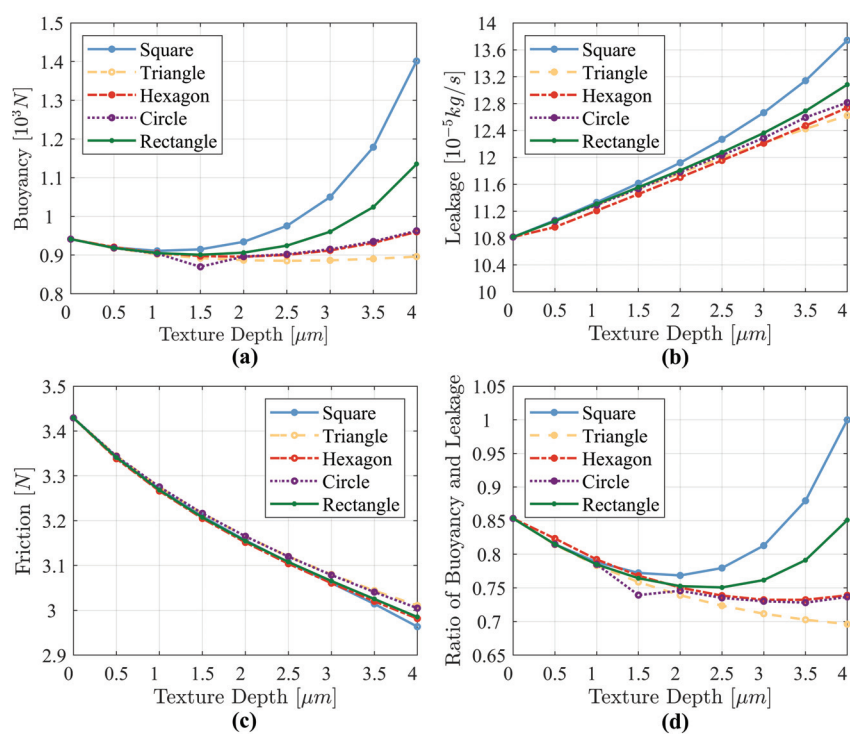 1.5
1.4
1.3
1.2
1.1
1
0.9
0.8
Buoyancy [10³N]
Square
Triangle
Hexagon
Circle
Rectangle
0 0.5 1 1.5 2 2.5 3 3.5 4
Texture Depth [μm]
(a)
14
13.6
13.2
12.8
12.4
12
11.6
11.2
10.8
10.4
10
Leakage [10⁻⁵kg/s]
Square
Triangle
Hexagon
Circle
Rectangle
0 0.5 1 1.5 2 2.5 3 3.5 4
Texture Depth [μm]
(b)
3.5
3.4
3.3
3.2
3.1
3
2.9
Friction [N]
Square
Triangle
Hexagon
Circle
Rectangle
0 0.5 1 1.5 2 2.5 3 3.5 4
Texture Depth [μm]
(c)
1.05
1
0.95
0.9
0.85
0.8
0.75
0.7
0.65
Ratio of Buoyancy and Leakage
Square
Triangle
Hexagon
Circle
Rectangle
0 0.5 1 1.5 2 2.5 3 3.5 4
Texture Depth [μm]
(d)